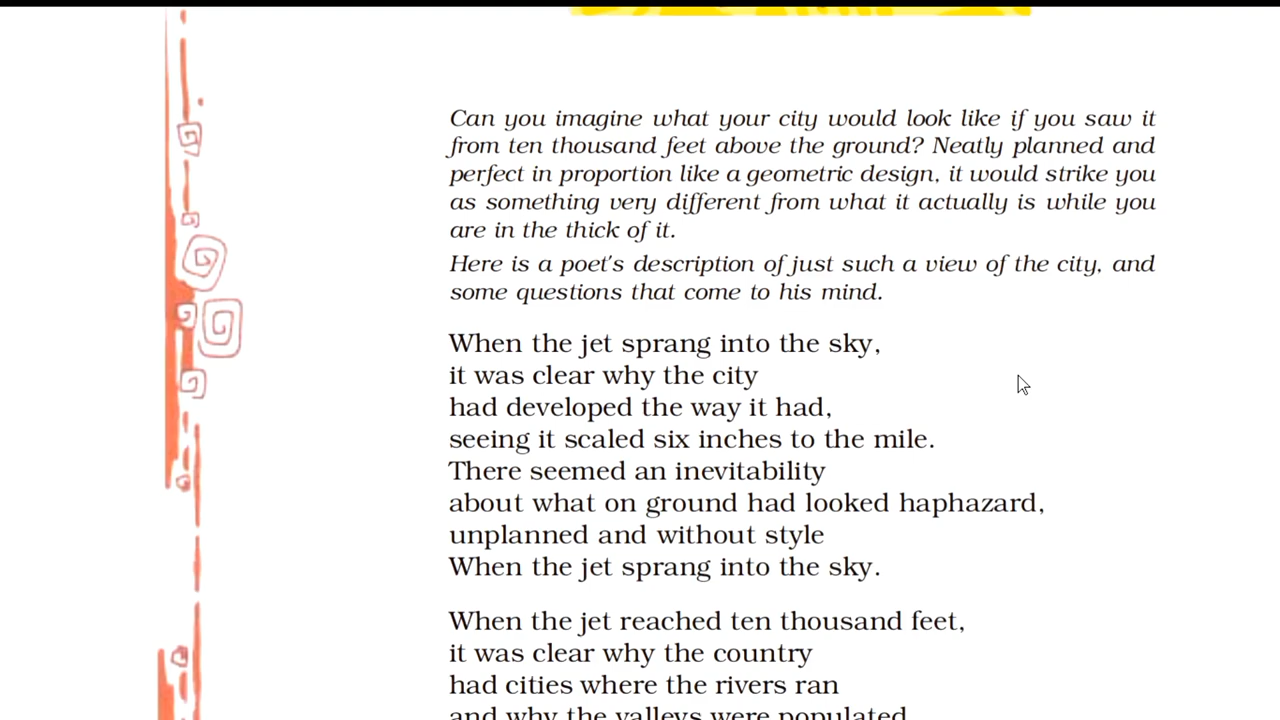 Can you imagine what your city would look like if you saw it
from ten thousand feet above the ground? Neatly planned and
perfect in proportion like a geometric design, it would strike you
as something very different from what it actually is while you
are in the thick of it.
Here is a poet's description of just such a view of the city, and
some questions that come to his mind.
When the jet sprang into the sky,
it was clear why the city
had developed the way it had,
seeing it scaled six inches to the mile.
There seemed an inevitability
about what on ground had looked haphazard,
unplanned and without style
When the jet sprang into the sky.
When the jet reached ten thousand feet,
it was clear why the country
had cities where the rivers ran
and why the valleys were populated